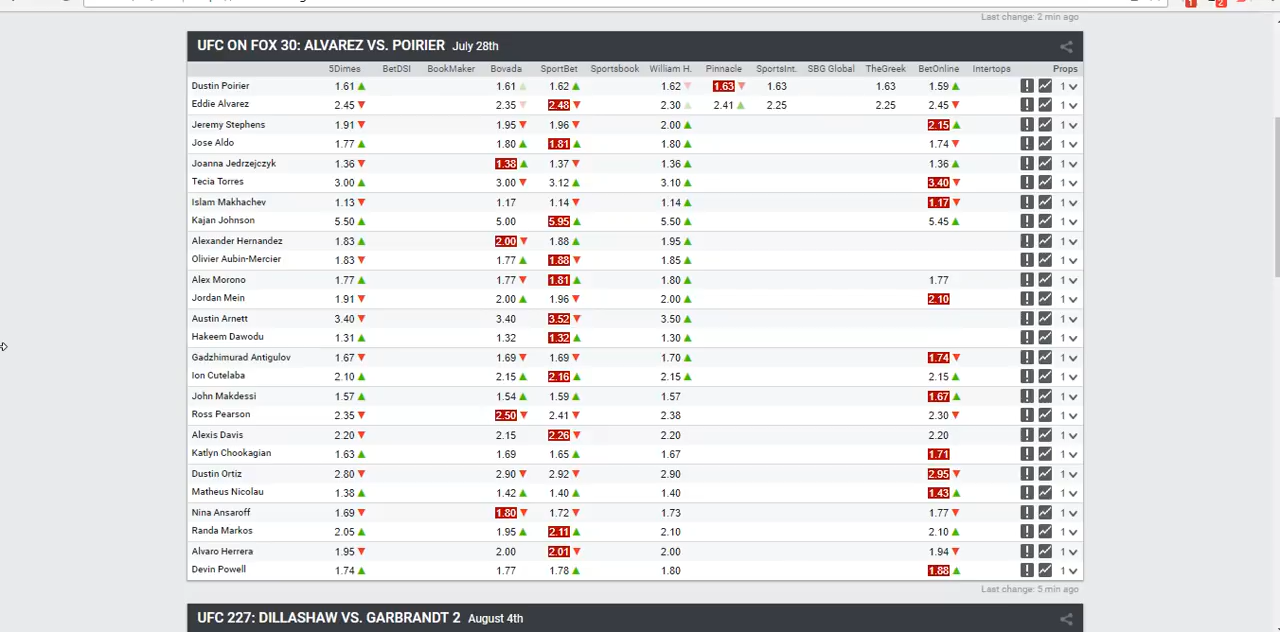 1 2
Last change: 2 min ago
UFC ON FOX 30: ALVAREZ VS. POIRIER July 28th
5Dimes BetDSI BookMaker Bovada SportBet Sportsbook William H. Pinnacle SportsInt. SBG Global TheGreek BetOnline Intertops Props
Dustin Poirier 1.61▲ 1.61▲ 1.62▲ 1.62▼ 1.63▼ 1.63 1.63 1.59▲ 1
Eddie Alvarez 2.45▼ 2.35▼ 2.48▼ 2.30▲ 2.41▲ 2.25 2.25 2.45▼ 1
Jeremy Stephens 1.91▼ 1.95▼ 1.96▼ 2.00▲ 2.15▲ 1
Jose Aldo 1.77▲ 1.80▲ 1.81▲ 1.80▲ 1.74▼ 1
Joanna Jedrzejczyk 1.36▼ 1.38▲ 1.37▼ 1.36▲ 1.36▲ 1
Tecia Torres 3.00▲ 3.00▼ 3.12▲ 3.10▲ 3.40▼ 1
Islam Makhachev 1.13▼ 1.17 1.14▼ 1.14▲ 1.17▼ 1
Kajan Johnson 5.50▲ 5.00 5.95▲ 5.50▲ 5.45▲ 1
Alexander Hernandez 1.83▲ 2.00▼ 1.88▲ 1.95▲ 1
Olivier Aubin-Mercier 1.83▼ 1.77▲ 1.88▼ 1.85▲ 1
Alex Morono 1.77▲ 1.77▼ 1.81▲ 1.80▲ 1.77 1
Jordan Mein 1.91▼ 2.00▲ 1.96▼ 2.00▲ 2.10 1
Austin Arnett 3.40▼ 3.40 3.52▼ 3.50▲ 1
Hakeem Dawodu 1.31▲ 1.32 1.32▲ 1.30▲ 1
Gadzhimurad Antigulov 1.67▼ 1.69▼ 1.69▼ 1.70▲ 1.74▼ 1
Ion Cutelaba 2.10▲ 2.15▲ 2.16▲ 2.15▲ 2.15▲ 1
John Makdessi 1.57▲ 1.54▲ 1.59▲ 1.57 1.67▲ 1
Ross Pearson 2.35▼ 2.50▼ 2.41▼ 2.38 2.30▼ 1
Alexis Davis 2.20▼ 2.15 2.26▼ 2.20 2.20 1
Katlyn Chookagian 1.63▲ 1.69 1.65▲ 1.67 1.71 1
Dustin Ortiz 2.80▼ 2.90▼ 2.92▼ 2.90 2.95▼ 1
Matheus Nicolau 1.38▲ 1.42▲ 1.40▲ 1.40 1.43▲ 1
Nina Ansaroff 1.69▼ 1.80▼ 1.72▼ 1.73 1.77▼ 1
Randa Markos 2.05▲ 1.95▲ 2.11▲ 2.10 2.10▲ 1
Alvaro Herrera 1.95▼ 2.00 2.01▼ 2.00 1.94▼ 1
Devin Powell 1.74▲ 1.77 1.78▲ 1.80 1.88▲ 1
Last change: 5 min ago
UFC 227: DILLASHAW VS. GARBRANDT 2 August 4th